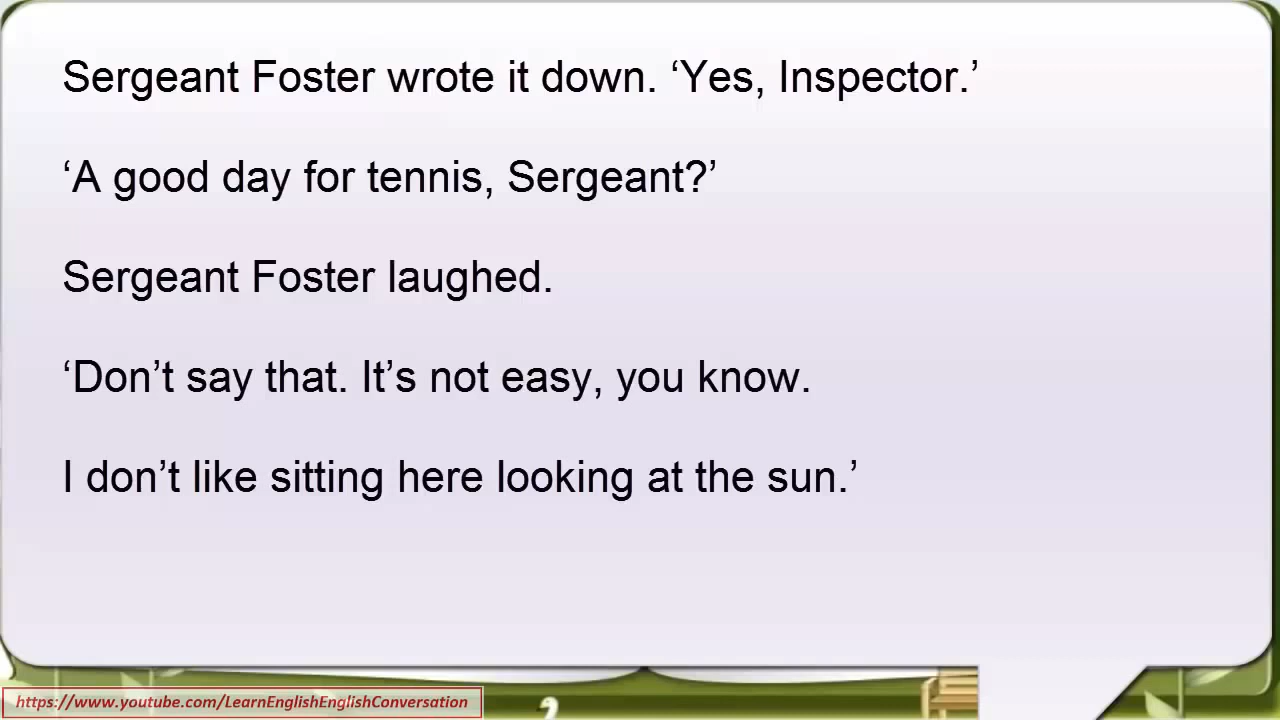 Sergeant Foster wrote it down. ‘Yes, Inspector.’
‘A good day for tennis, Sergeant?’
Sergeant Foster laughed.
‘Don’t say that. It’s not easy, you know.
I don’t like sitting here looking at the sun.’
https://www.youtube.com/LearnEnglishEnglishConversation